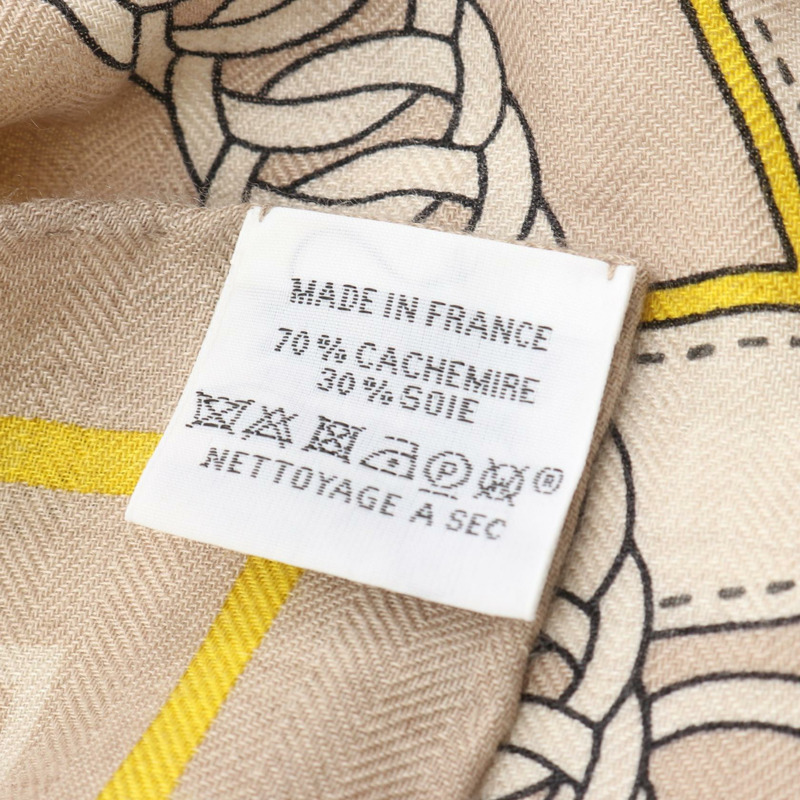 MADE IN FRANCE
70% CACHEMIRE
30% SOIE
P ®
NETTOYAGE A SEC